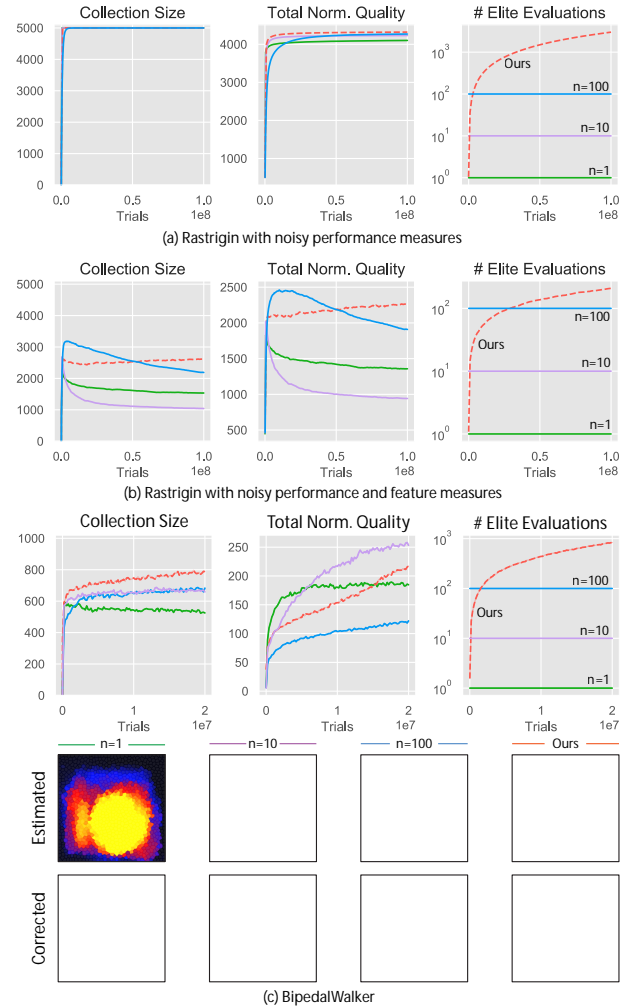 Collection Size
Total Norm. Quality
# Elite Evaluations
5000
4000
3000
2000
1000
0
4000
3000
2000
1000
10³
10²
10¹
10⁰
Ours
n=100
n=10
n=1
0.0 0.5 1.0
0.0 0.5 1.0
0.0 0.5 1.0
Trials 1e8
Trials 1e8
Trials 1e8
(a) Rastrigin with noisy performance measures
Collection Size
Total Norm. Quality
# Elite Evaluations
5000
4000
3000
2000
1000
0
2500
2000
1500
1000
500
10²
10¹
10⁰
n=100
Ours
n=10
n=1
0.0 0.5 1.0
0.0 0.5 1.0
0.0 0.5 1.0
Trials 1e8
Trials 1e8
Trials 1e8
(b) Rastrigin with noisy performance and feature measures
Collection Size
Total Norm. Quality
# Elite Evaluations
1000
800
600
400
200
0
250
200
150
100
50
0
10³
10²
10¹
10⁰
n=100
Ours
n=10
n=1
0 1 2
0 1 2
0 1 2
Trials 1e7
Trials 1e7
Trials 1e7
n=1
n=10
n=100
Ours
Estimated
Corrected
(c) BipedalWalker